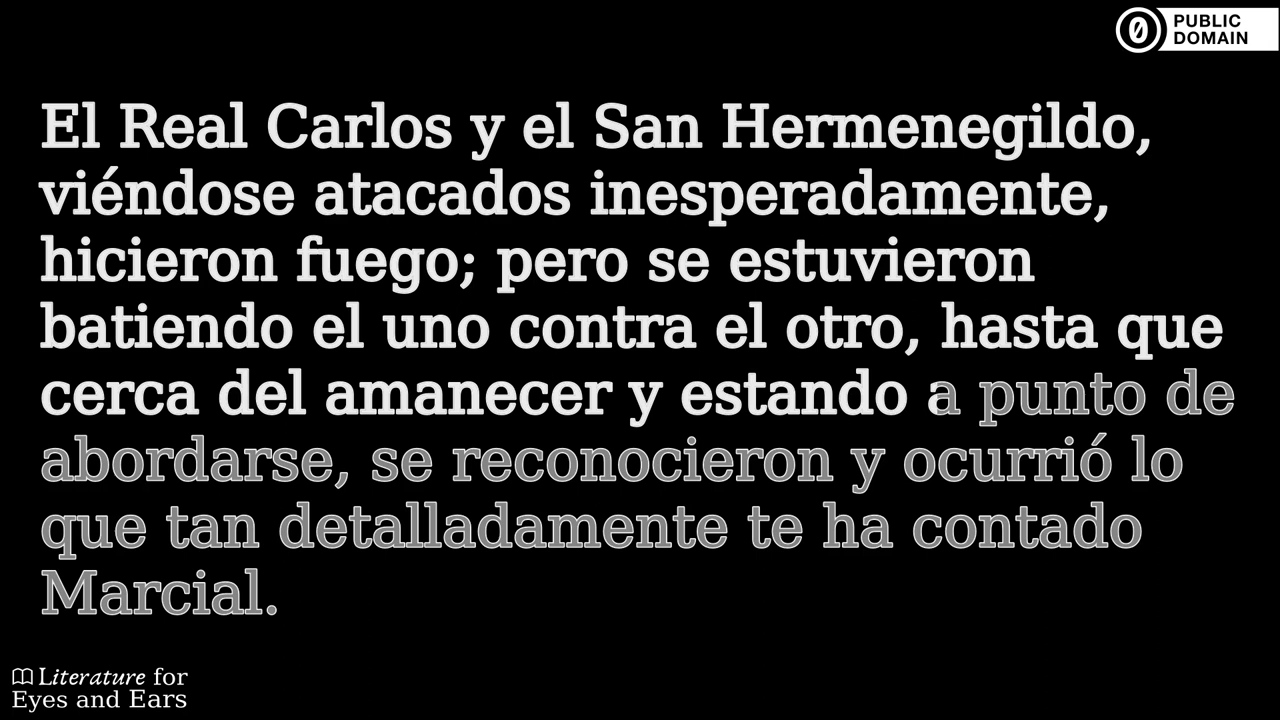 PUBLIC
DOMAIN
El Real Carlos y el San Hermenegildo,
viéndose atacados inesperadamente,
hicieron fuego; pero se estuvieron
batiendo el uno contra el otro, hasta que
cerca del amanecer y estando a punto de
abordarse, se reconocieron y ocurrió lo
que tan detalladamente te ha contado
Marcial.
Literature for
Eyes and Ears